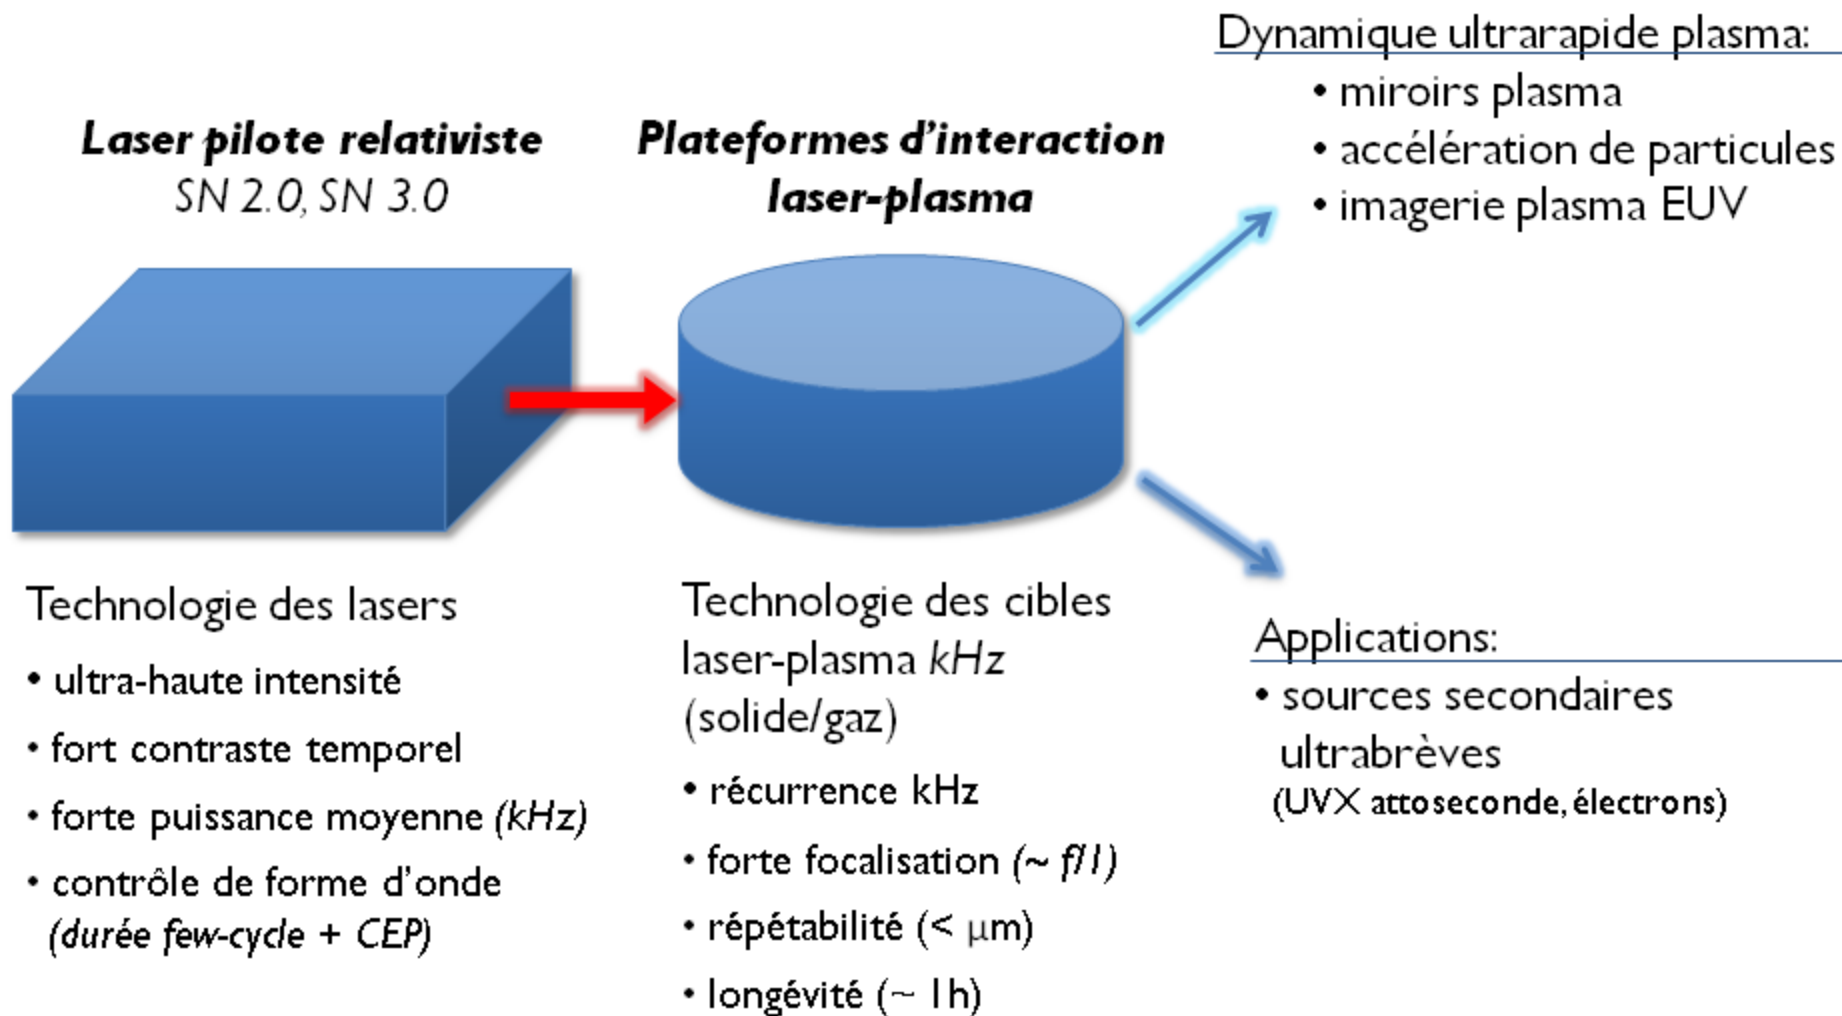 Laser pilote relativiste
SN 2.0, SN 3.0
Technologie des lasers
• ultra-haute intensité
• fort contraste temporel
• forte puissance moyenne (kHz)
• contrôle de forme d'onde
(durée few-cycle + CEP)
Plateformes d'interaction
laser-plasma
Technologie des cibles
laser-plasma kHz
(solide/gaz)
• récurrence kHz
• forte focalisation (~ f/1)
• répétabilité (< μm)
• longévité (~ 1h)
Dynamique ultrarapide plasma:
• miroirs plasma
• accélération de particules
• imagerie plasma EUV
Applications:
• sources secondaires
ultrabrèves
(UVX attoseconde, électrons)